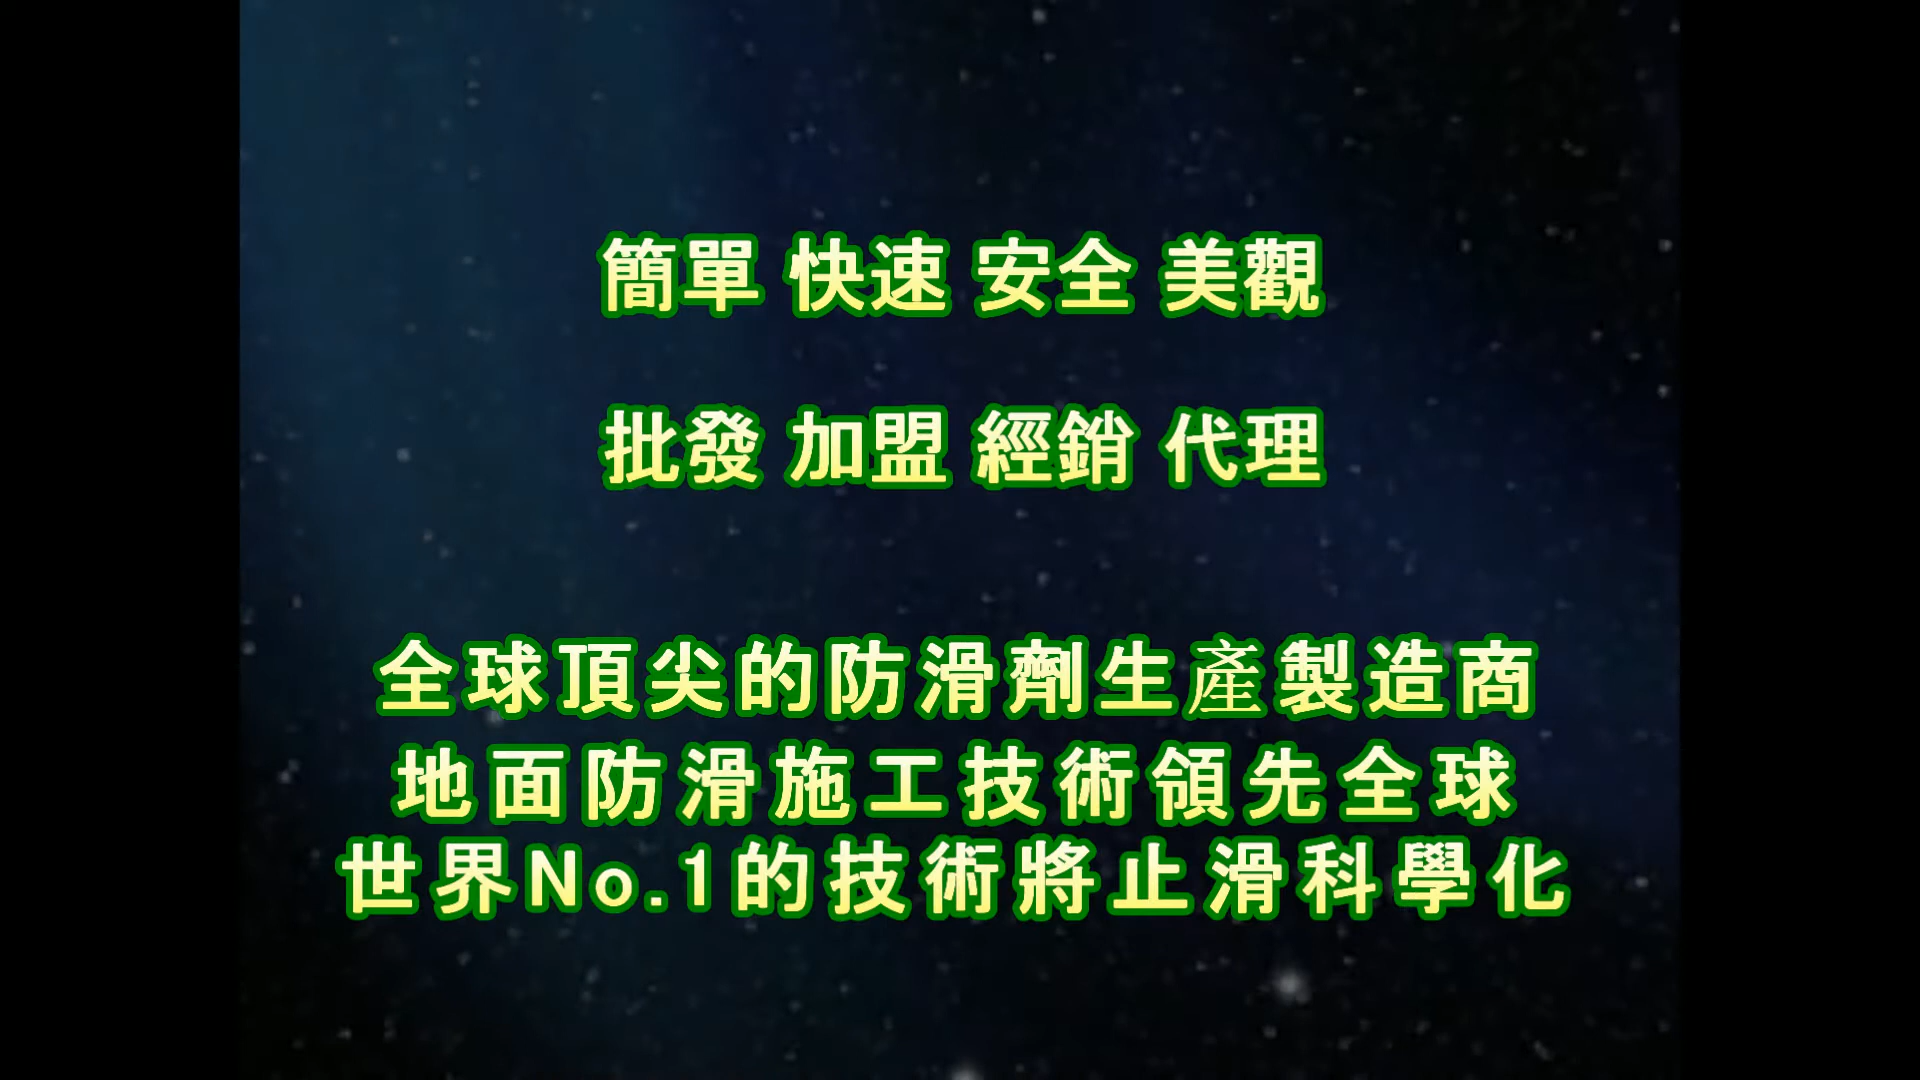 簡單 快速 安全 美觀
批發 加盟 經銷 代理
全球頂尖的防滑劑生產製造商
地面防滑施工技術領先全球
世界No.1的技術將止滑科學化